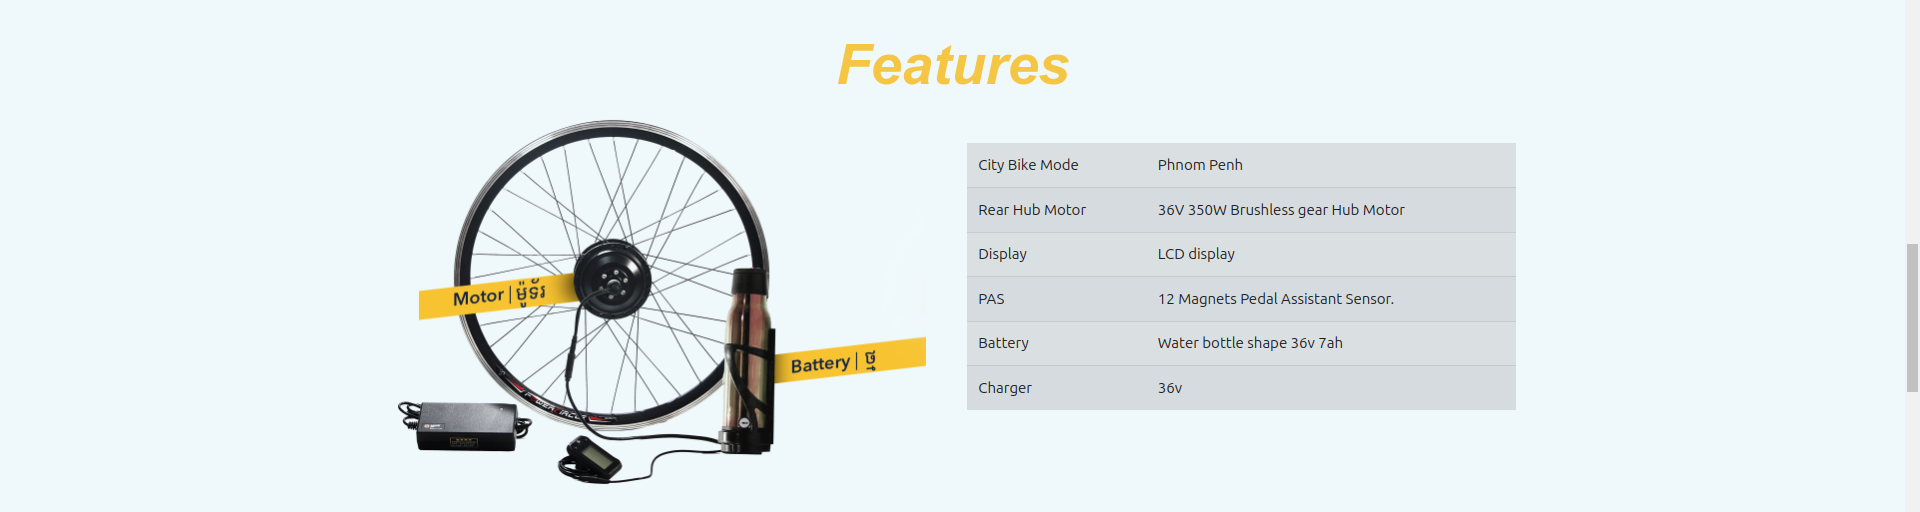 Features
City Bike Mode Phnom Penh
Rear Hub Motor 36V 350W Brushless gear Hub Motor
Display LCD display
PAS 12 Magnets Pedal Assistant Sensor.
Battery Water bottle shape 36v 7ah
Charger 36v
Motor | ម៉ូទ័រ
Battery | ថ្ម